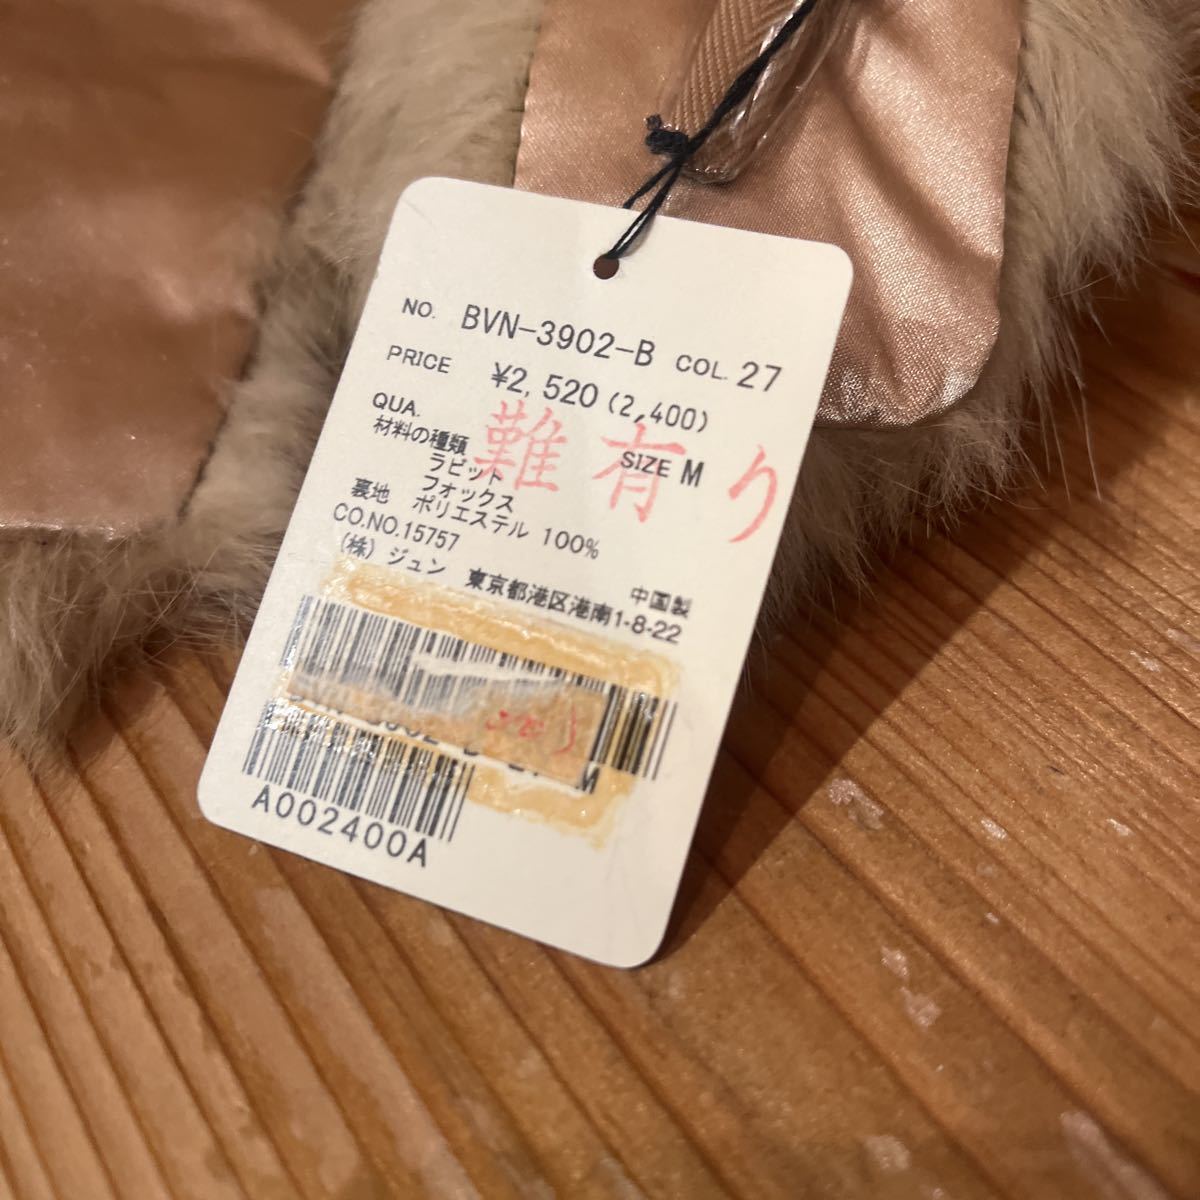 NO. BVN-3902-B COL. 27
PRICE ¥2,520 (2,400)
難有り
QUA. SIZE M
材料の種類
ラビット
フォックス
裏地 ポリエステル 100%
CO.NO.15757 中国製
(株) ジュン 東京都港区港南1-8-22
M
A002400A